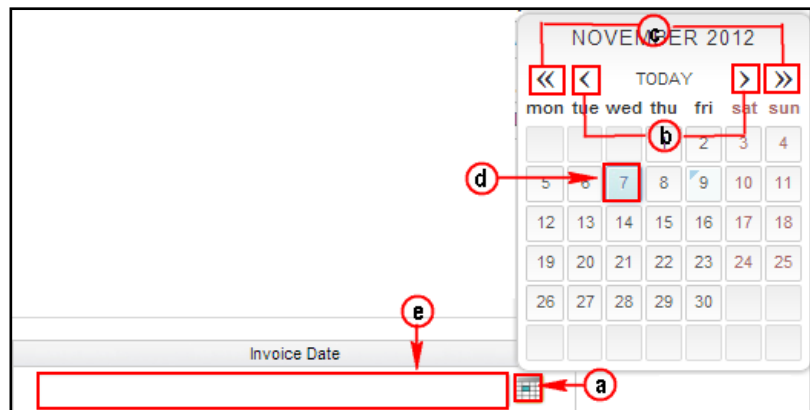 c
NOVEMBER 2012
« < TODAY > »
mon tue wed thu fri sat sun
b
1 2 3 4
d
5 6 7 8 9 10 11
12 13 14 15 16 17 18
19 20 21 22 23 24 25
26 27 28 29 30
e
Invoice Date
a